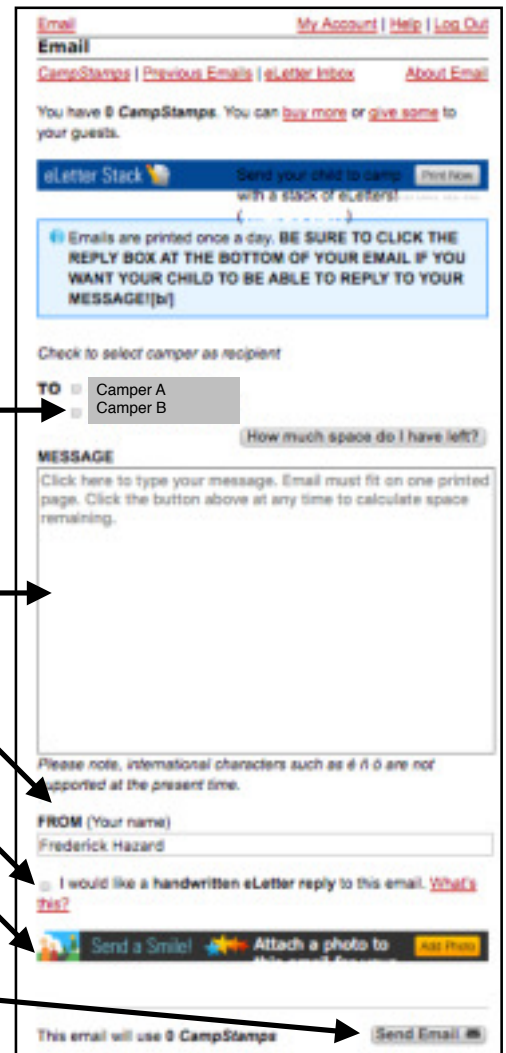 Email My Account | Help | Log Out
Email
CampStamps | Previous Emails | eLetter Inbox About Email
You have 0 CampStamps. You can buy more or give some to
your guests.
eLetter Stack Send your child to camp Print Now
with a stack of eLetters!
Emails are printed once a day. BE SURE TO CLICK THE
REPLY BOX AT THE BOTTOM OF YOUR EMAIL IF YOU
WANT YOUR CHILD TO BE ABLE TO REPLY TO YOUR
MESSAGE![b/]
Check to select camper as recipient
TO Camper A
Camper B
How much space do I have left?
MESSAGE
Click here to type your message. Email must fit on one printed
page. Click the button above at any time to calculate space
remaining.
Please note, international characters such as é ñ ö are not
supported at the present time.
FROM (Your name)
Frederick Hazard
I would like a handwritten eLetter reply to this email. What's
this?
Send a Smile! Attach a photo to Add Photo
this email for your
This email will use 0 CampStamps Send Email